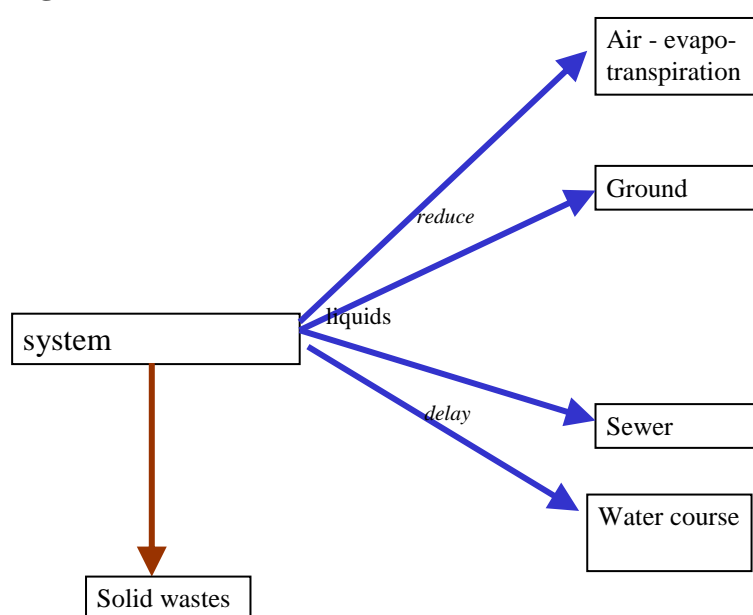 Air - evapo-
transpiration
Ground
reduce
liquids
system
delay
Sewer
Water course
Solid wastes